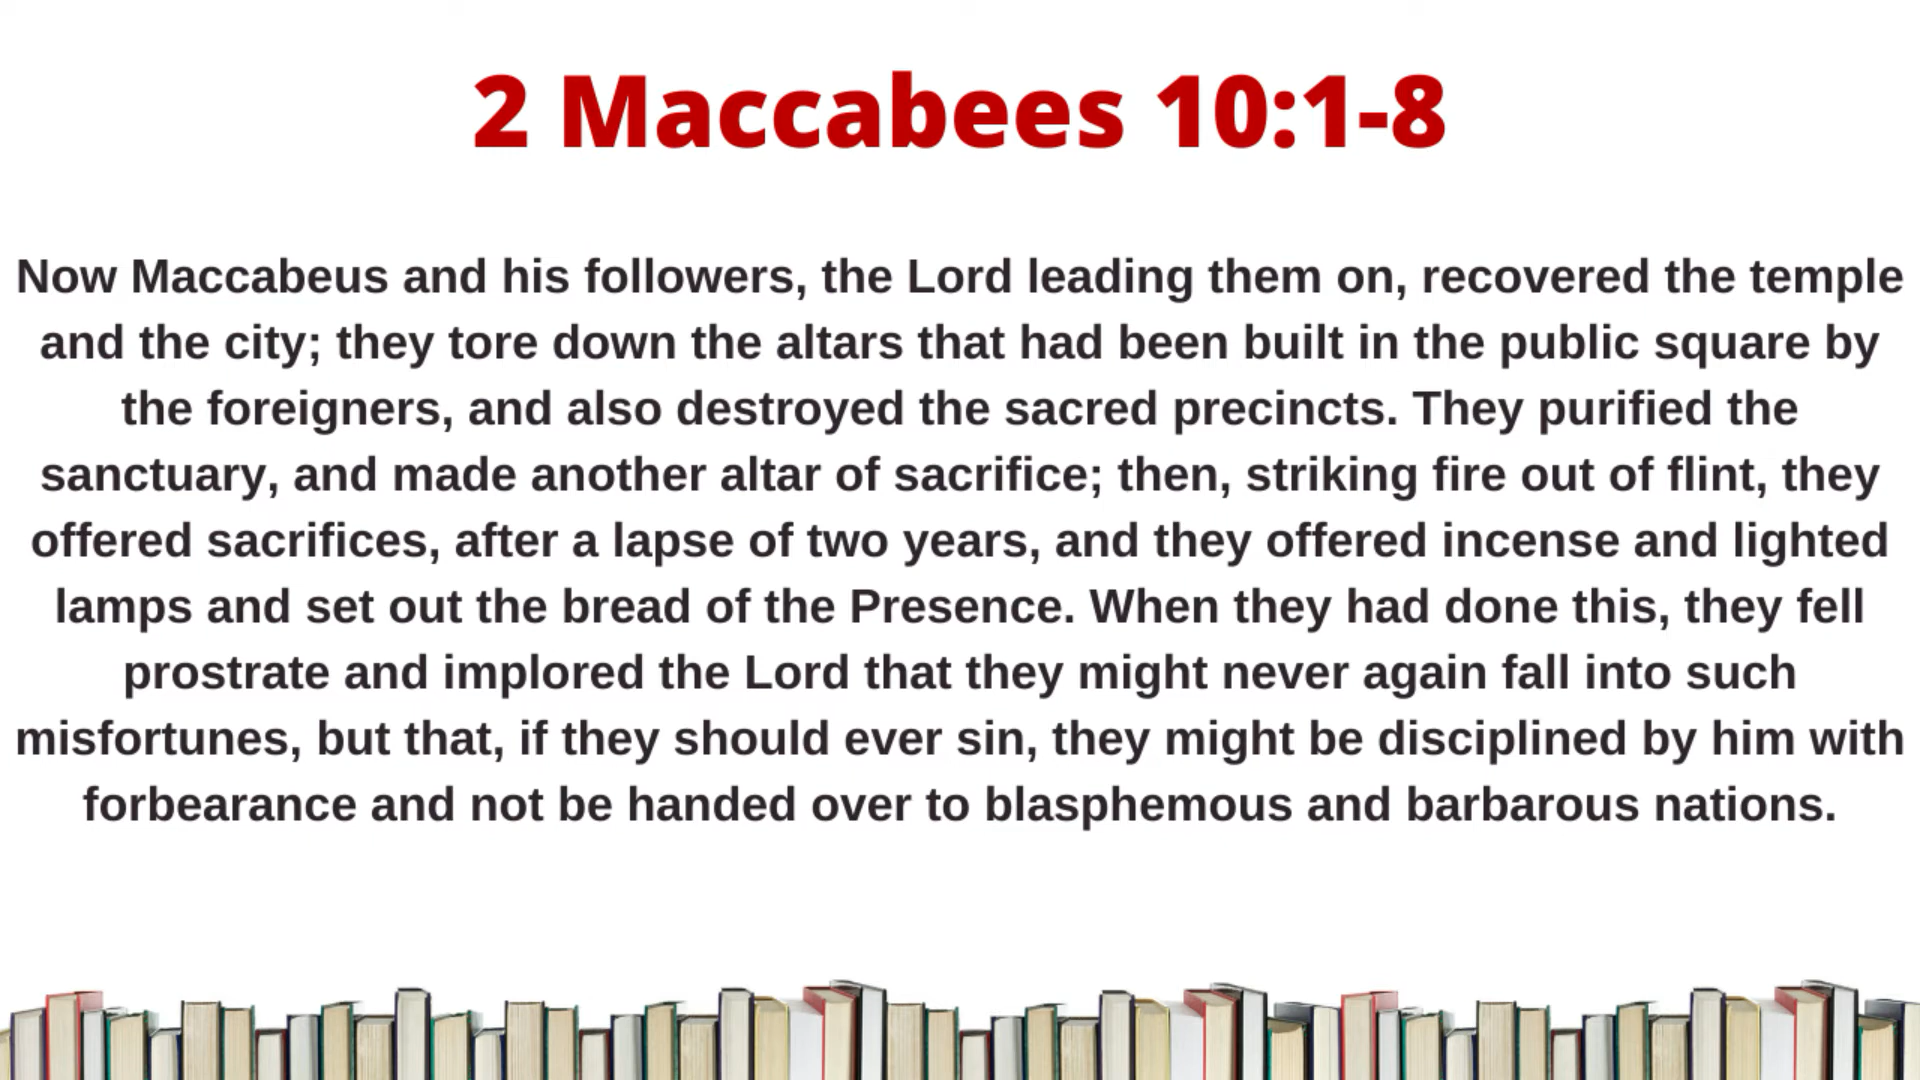 2 Maccabees 10:1-8
Now Maccabeus and his followers, the Lord leading them on, recovered the temple
and the city; they tore down the altars that had been built in the public square by
the foreigners, and also destroyed the sacred precincts. They purified the
sanctuary, and made another altar of sacrifice; then, striking fire out of flint, they
offered sacrifices, after a lapse of two years, and they offered incense and lighted
lamps and set out the bread of the Presence. When they had done this, they fell
prostrate and implored the Lord that they might never again fall into such
misfortunes, but that, if they should ever sin, they might be disciplined by him with
forbearance and not be handed over to blasphemous and barbarous nations.